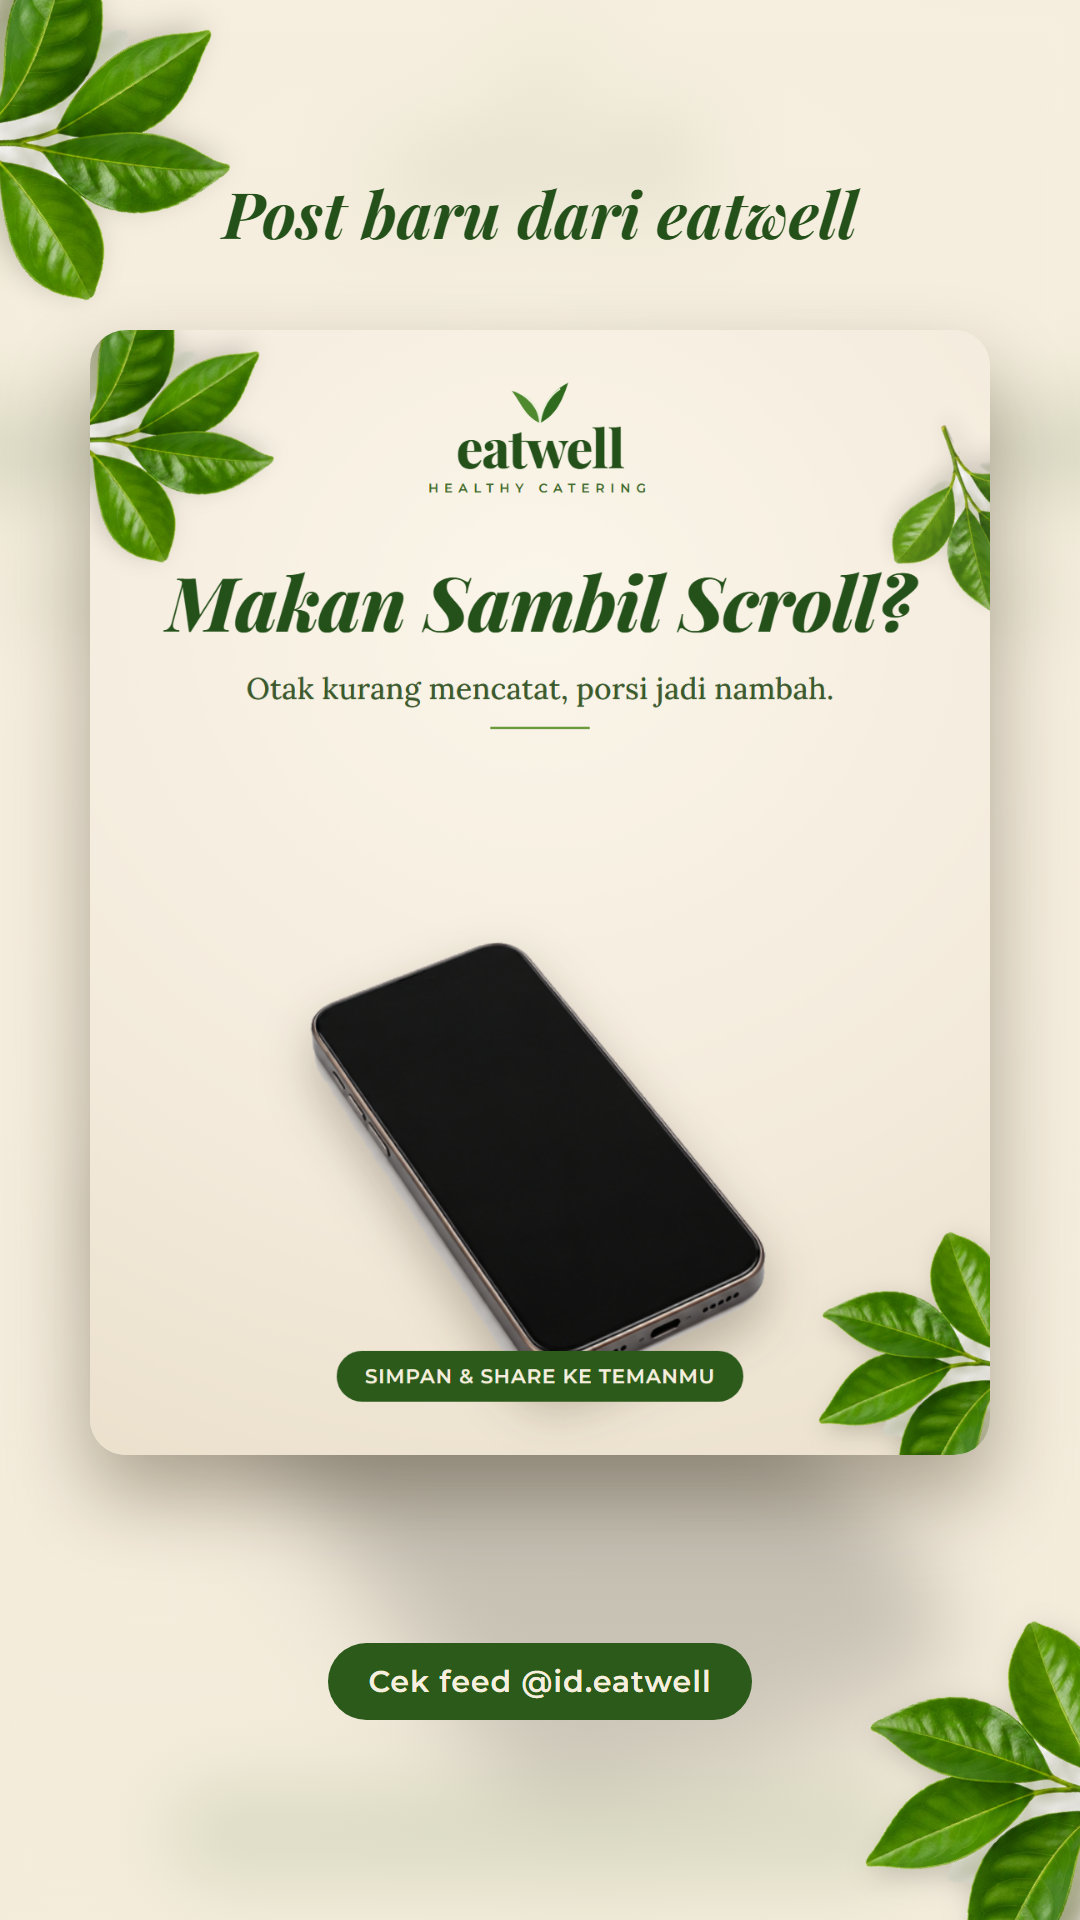 Post baru dari eatwell
eatwell
HEALTHY CATERING
Makan Sambil Scroll?
Otak kurang mencatat, porsi jadi nambah.
SIMPAN & SHARE KE TEMANMU
Cek feed @id.eatwell